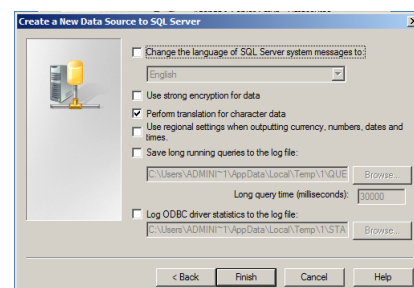 Create a New Data Source to SQL Server
Change the language of SQL Server system messages to:
English
Use strong encryption for data
Perform translation for character data
Use regional settings when outputting currency, numbers, dates and
times.
Save long running queries to the log file:
C:\Users\ADMINI~1\AppData\Local\Temp\1\QUE
Browse...
Long query time (milliseconds):
30000
Log ODBC driver statistics to the log file:
C:\Users\ADMINI~1\AppData\Local\Temp\1\STA
Browse...
< Back
Finish
Cancel
Help